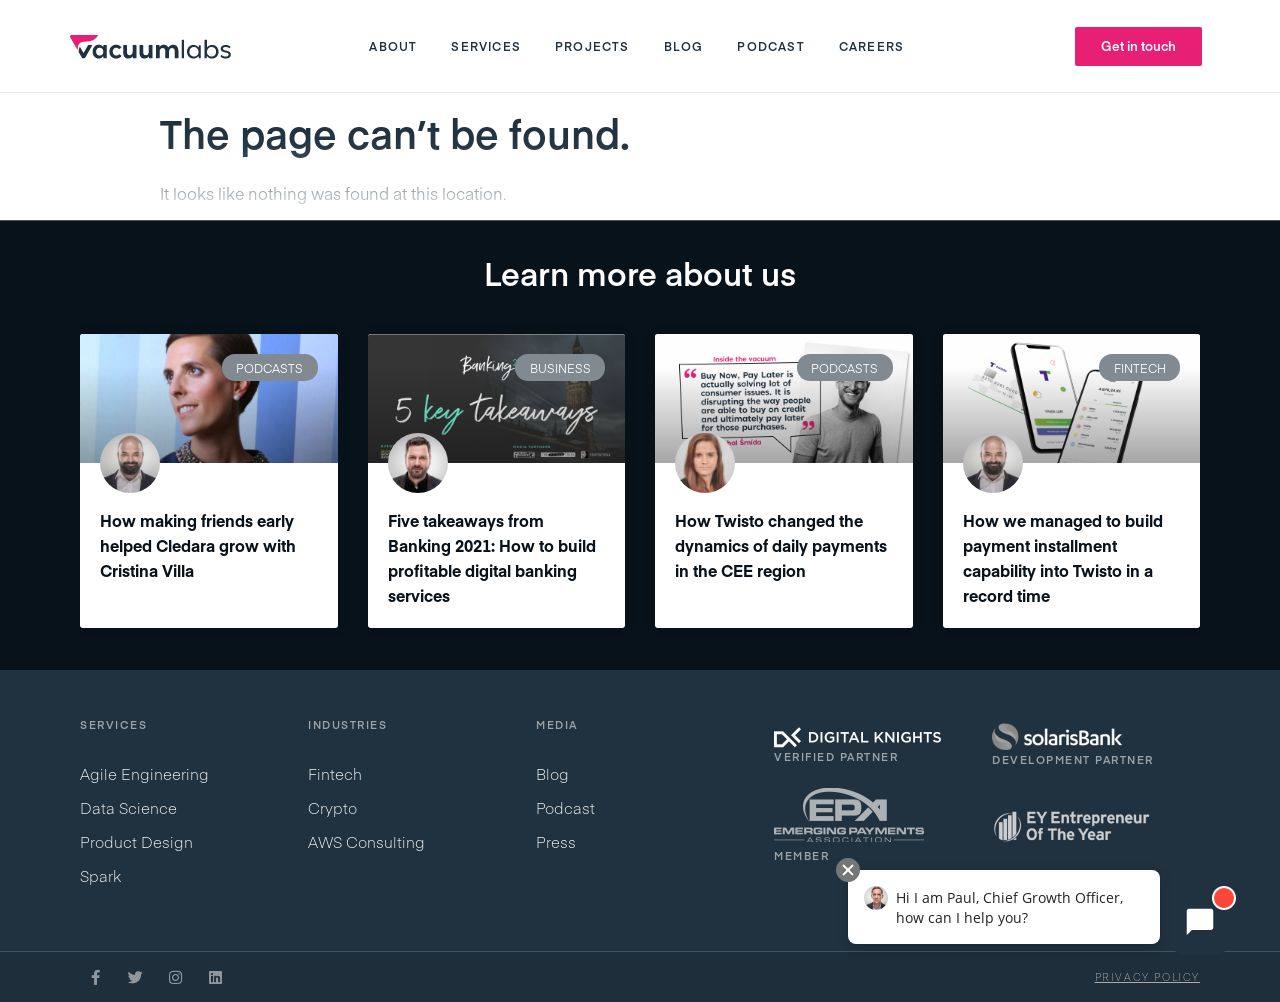 vacuumlabs
ABOUT SERVICES PROJECTS BLOG PODCAST CAREERS
Get in touch
The page can’t be found.
It looks like nothing was found at this location.
Learn more about us
PODCASTS
How making friends early
helped Cledara grow with
Cristina Villa
Banking
BUSINESS
5 key takeaways
MEDIA PARTNERS
Five takeaways from
Banking 2021: How to build
profitable digital banking
services
Inside the vacuum
PODCASTS
Buy Now, Pay Later is
actually solving lot of
consumer issues. It is
disrupting the way people
are able to buy on credit
and ultimately pay later
for those purchases.
hal Šmída
How Twisto changed the
dynamics of daily payments
in the CEE region
FINTECH
How we managed to build
payment installment
capability into Twisto in a
record time
SERVICES
Agile Engineering
Data Science
Product Design
Spark
INDUSTRIES
Fintech
Crypto
AWS Consulting
MEDIA
Blog
Podcast
Press
DIGITAL KNIGHTS
VERIFIED PARTNER
solarisBank
DEVELOPMENT PARTNER
EPA
EMERGING PAYMENTS
ASSOCIATION
MEMBER
EY Entrepreneur
Of The Year
Hi I am Paul, Chief Growth Officer,
how can I help you?
PRIVACY POLICY